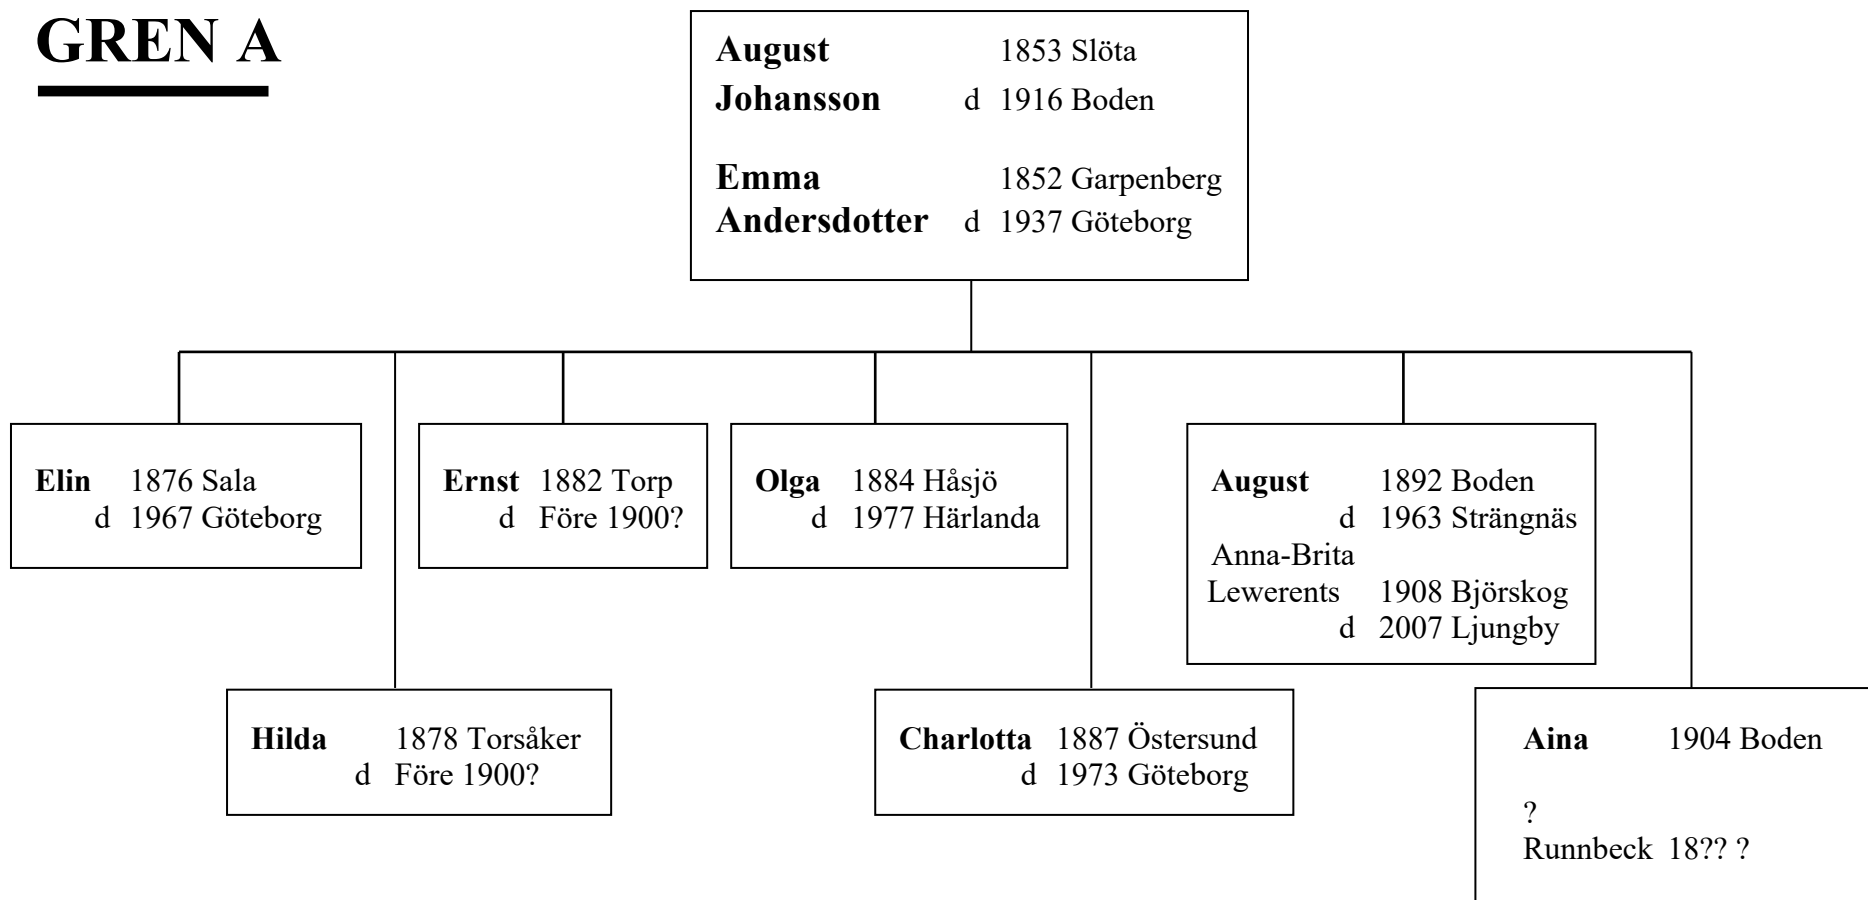 GREN A
August 1853 Slöta
Johansson d 1916 Boden
Emma 1852 Garpenberg
Andersdotter d 1937 Göteborg
Elin 1876 Sala
d 1967 Göteborg
Ernst 1882 Torp
d Före 1900?
Olga 1884 Håsjö
d 1977 Härlanda
August 1892 Boden
d 1963 Strängnäs
Anna-Brita
Lewerents 1908 Björskog
d 2007 Ljungby
Hilda 1878 Torsåker
d Före 1900?
Charlotta 1887 Östersund
d 1973 Göteborg
Aina 1904 Boden
?
Runnbeck 18?? ?